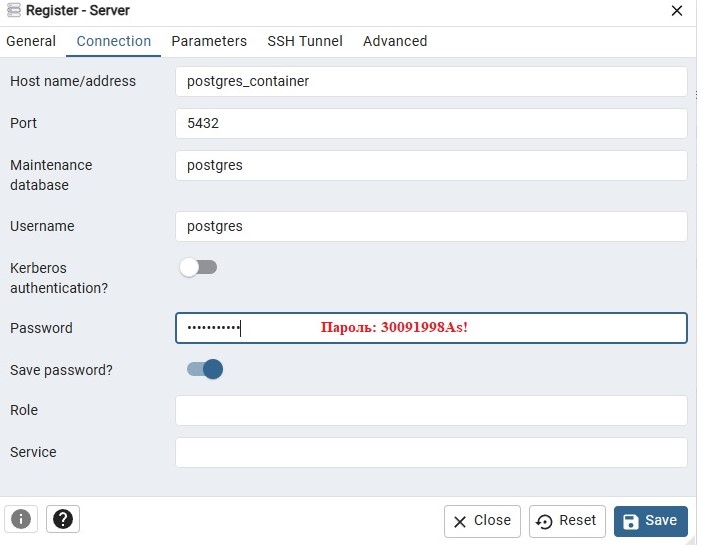 Register - Server
General Connection Parameters SSH Tunnel Advanced
Host name/address postgres_container
Port 5432
Maintenance
database
postgres
Username postgres
Kerberos
authentication?
Password ••••••••••• Пароль: 30091998As!
Save password?
Role
Service
Close Reset Save